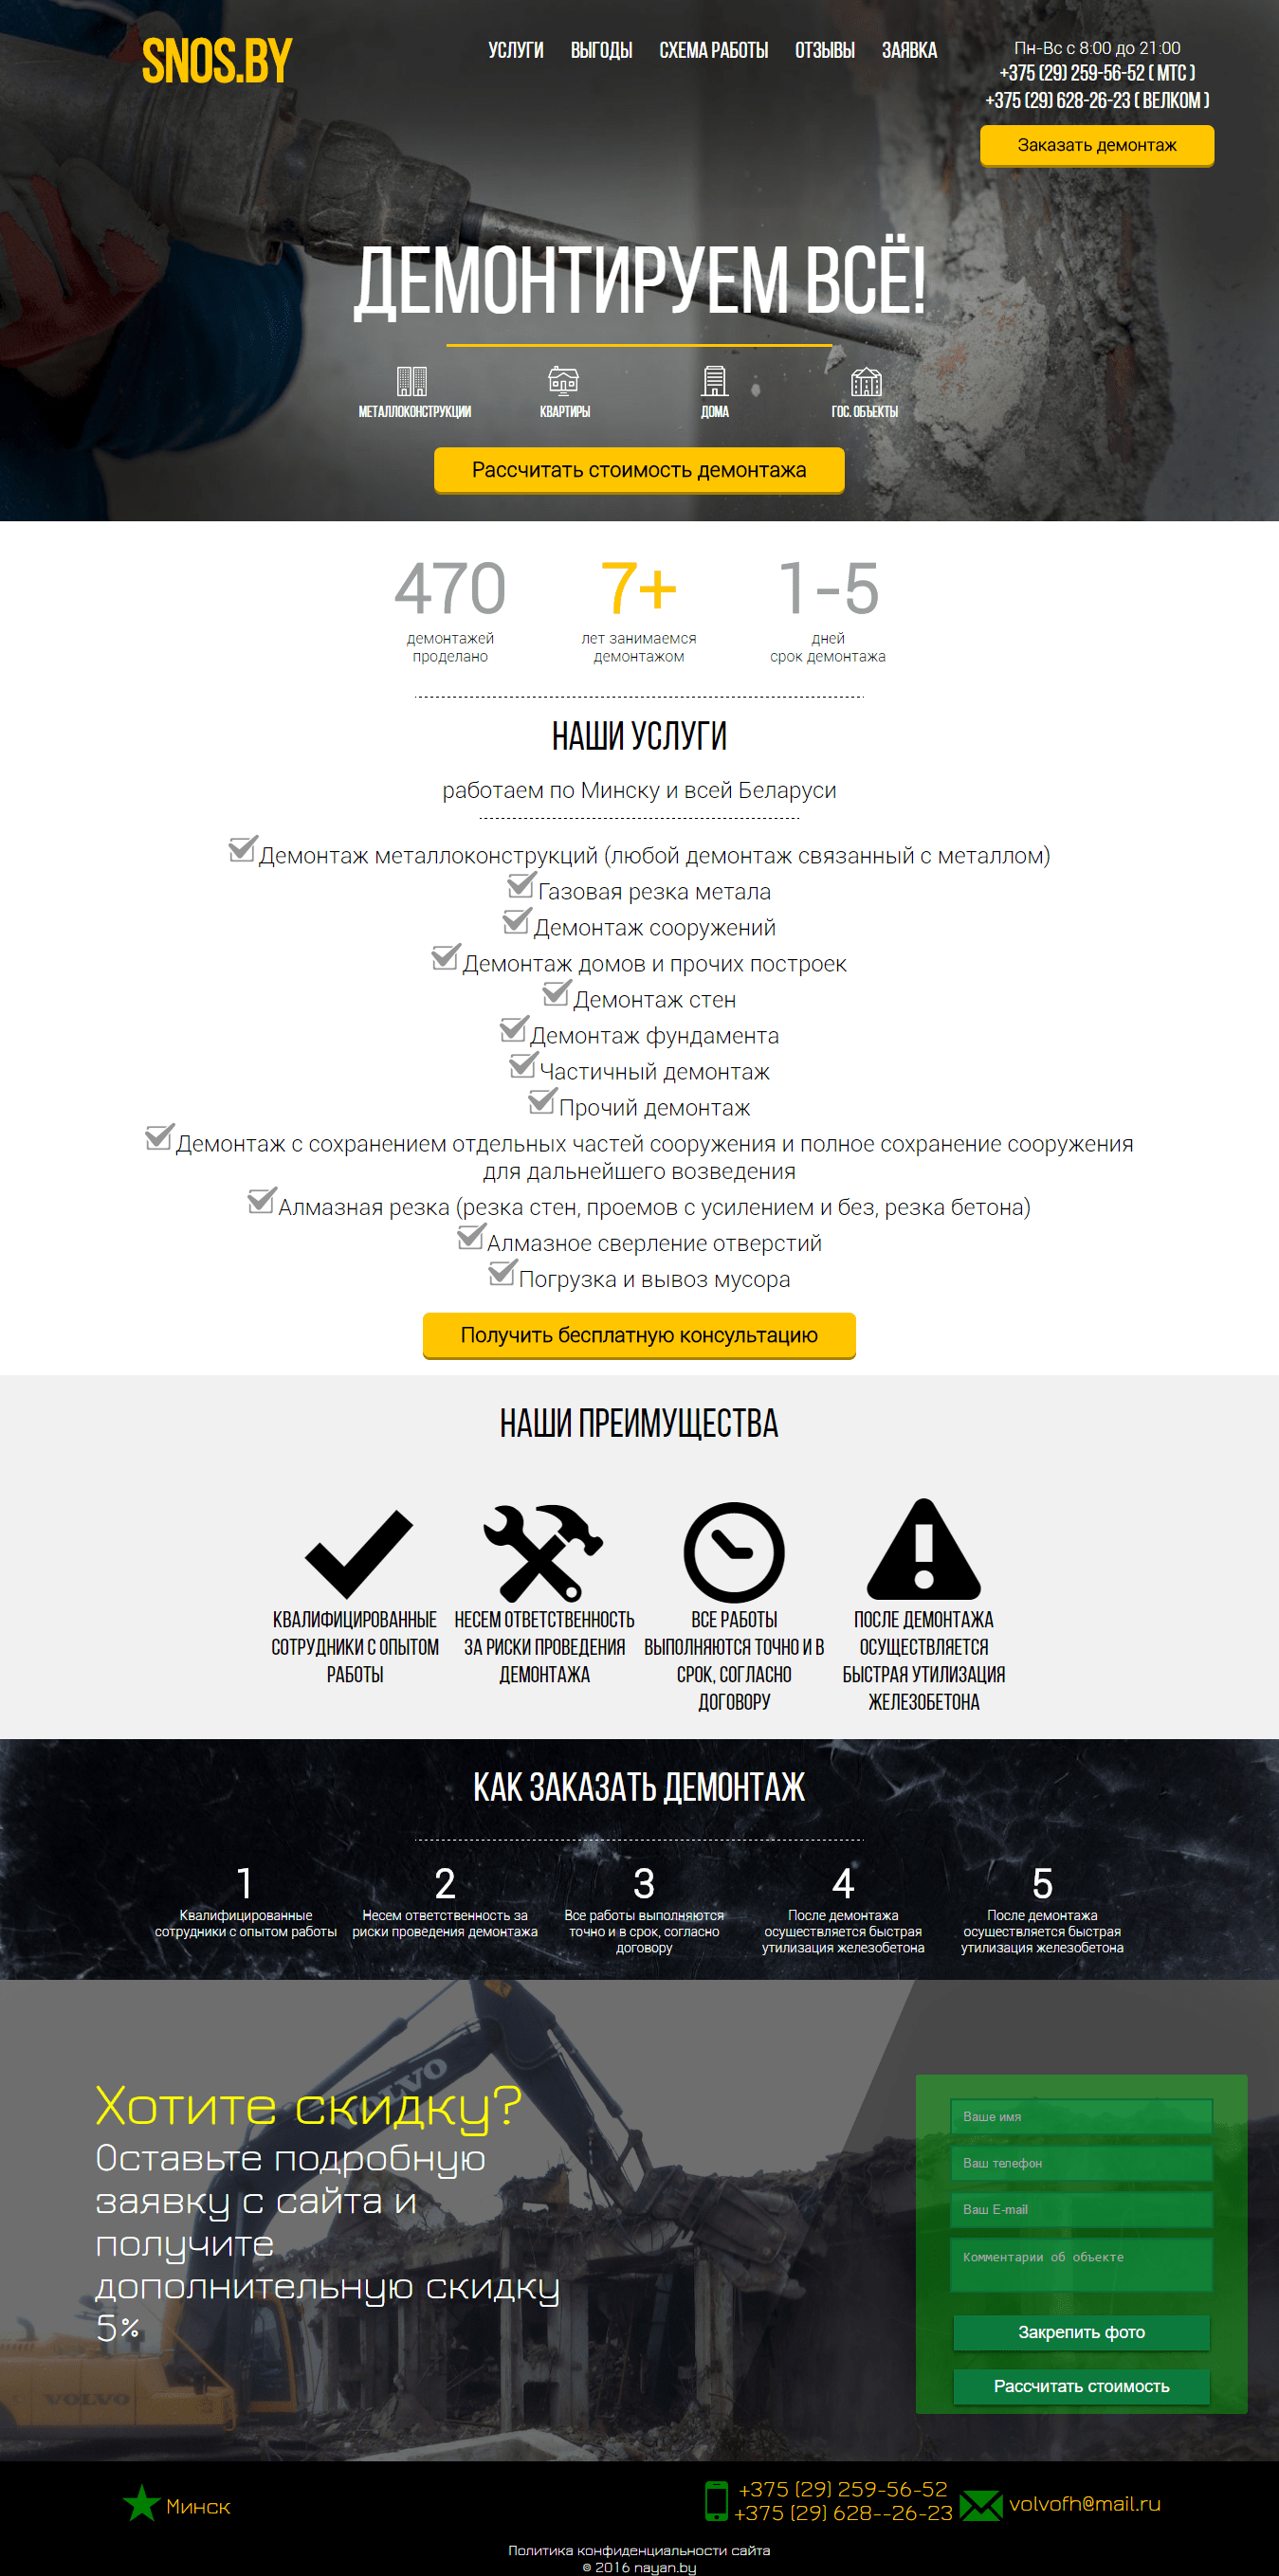 SNOS.BY
УСЛУГИ ВЫГОДЫ СХЕМА РАБОТЫ ОТЗЫВЫ ЗАЯВКА
Пн-Вс с 8:00 до 21:00
+375 (29) 259-56-52 ( МТС )
+375 (29) 628-26-23 ( ВЕЛКОМ )
Заказать демонтаж
ДЕМОНТИРУЕМ ВСЁ!
МЕТАЛЛОКОНСТРУКЦИИ КВАРТИРЫ ДОМА ГОС. ОБЪЕКТЫ
Рассчитать стоимость демонтажа
470
демонтажей
проделано
7+
лет занимаемся
демонтажом
1-5
дней
срок демонтажа
НАШИ УСЛУГИ
работаем по Минску и всей Беларуси
Демонтаж металлоконструкций (любой демонтаж связанный с металлом)
Газовая резка метала
Демонтаж сооружений
Демонтаж домов и прочих построек
Демонтаж стен
Демонтаж фундамента
Частичный демонтаж
Прочий демонтаж
Демонтаж с сохранением отдельных частей сооружения и полное сохранение сооружения
для дальнейшего возведения
Алмазная резка (резка стен, проемов с усилением и без, резка бетона)
Алмазное сверление отверстий
Погрузка и вывоз мусора
Получить бесплатную консультацию
НАШИ ПРЕИМУЩЕСТВА
КВАЛИФИЦИРОВАННЫЕ
СОТРУДНИКИ С ОПЫТОМ
РАБОТЫ
НЕСЕМ ОТВЕТСТВЕННОСТЬ
ЗА РИСКИ ПРОВЕДЕНИЯ
ДЕМОНТАЖА
ВСЕ РАБОТЫ
ВЫПОЛНЯЮТСЯ ТОЧНО И В
СРОК, СОГЛАСНО
ДОГОВОРУ
ПОСЛЕ ДЕМОНТАЖА
ОСУЩЕСТВЛЯЕТСЯ
БЫСТРАЯ УТИЛИЗАЦИЯ
ЖЕЛЕЗОБЕТОНА
КАК ЗАКАЗАТЬ ДЕМОНТАЖ
1
Квалифицированные
сотрудники с опытом работы
2
Несем ответственность за
риски проведения демонтажа
3
Все работы выполняются
точно и в срок, согласно
договору
4
После демонтажа
осуществляется быстрая
утилизация железобетона
5
После демонтажа
осуществляется быстрая
утилизация железобетона
VOLVO
Хотите скидку?
Оставьте подробную
заявку с сайта и
получите
дополнительную скидку
5%
VOLVO
Ваше имя
Ваш телефон
Ваш E-mail
Комментарии об объекте
Закрепить фото
Рассчитать стоимость
Минск
+375 (29) 259-56-52
+375 (29) 628--26-23
volvofh@mail.ru
Политика конфиденциальности сайта
© 2016 nayan.by